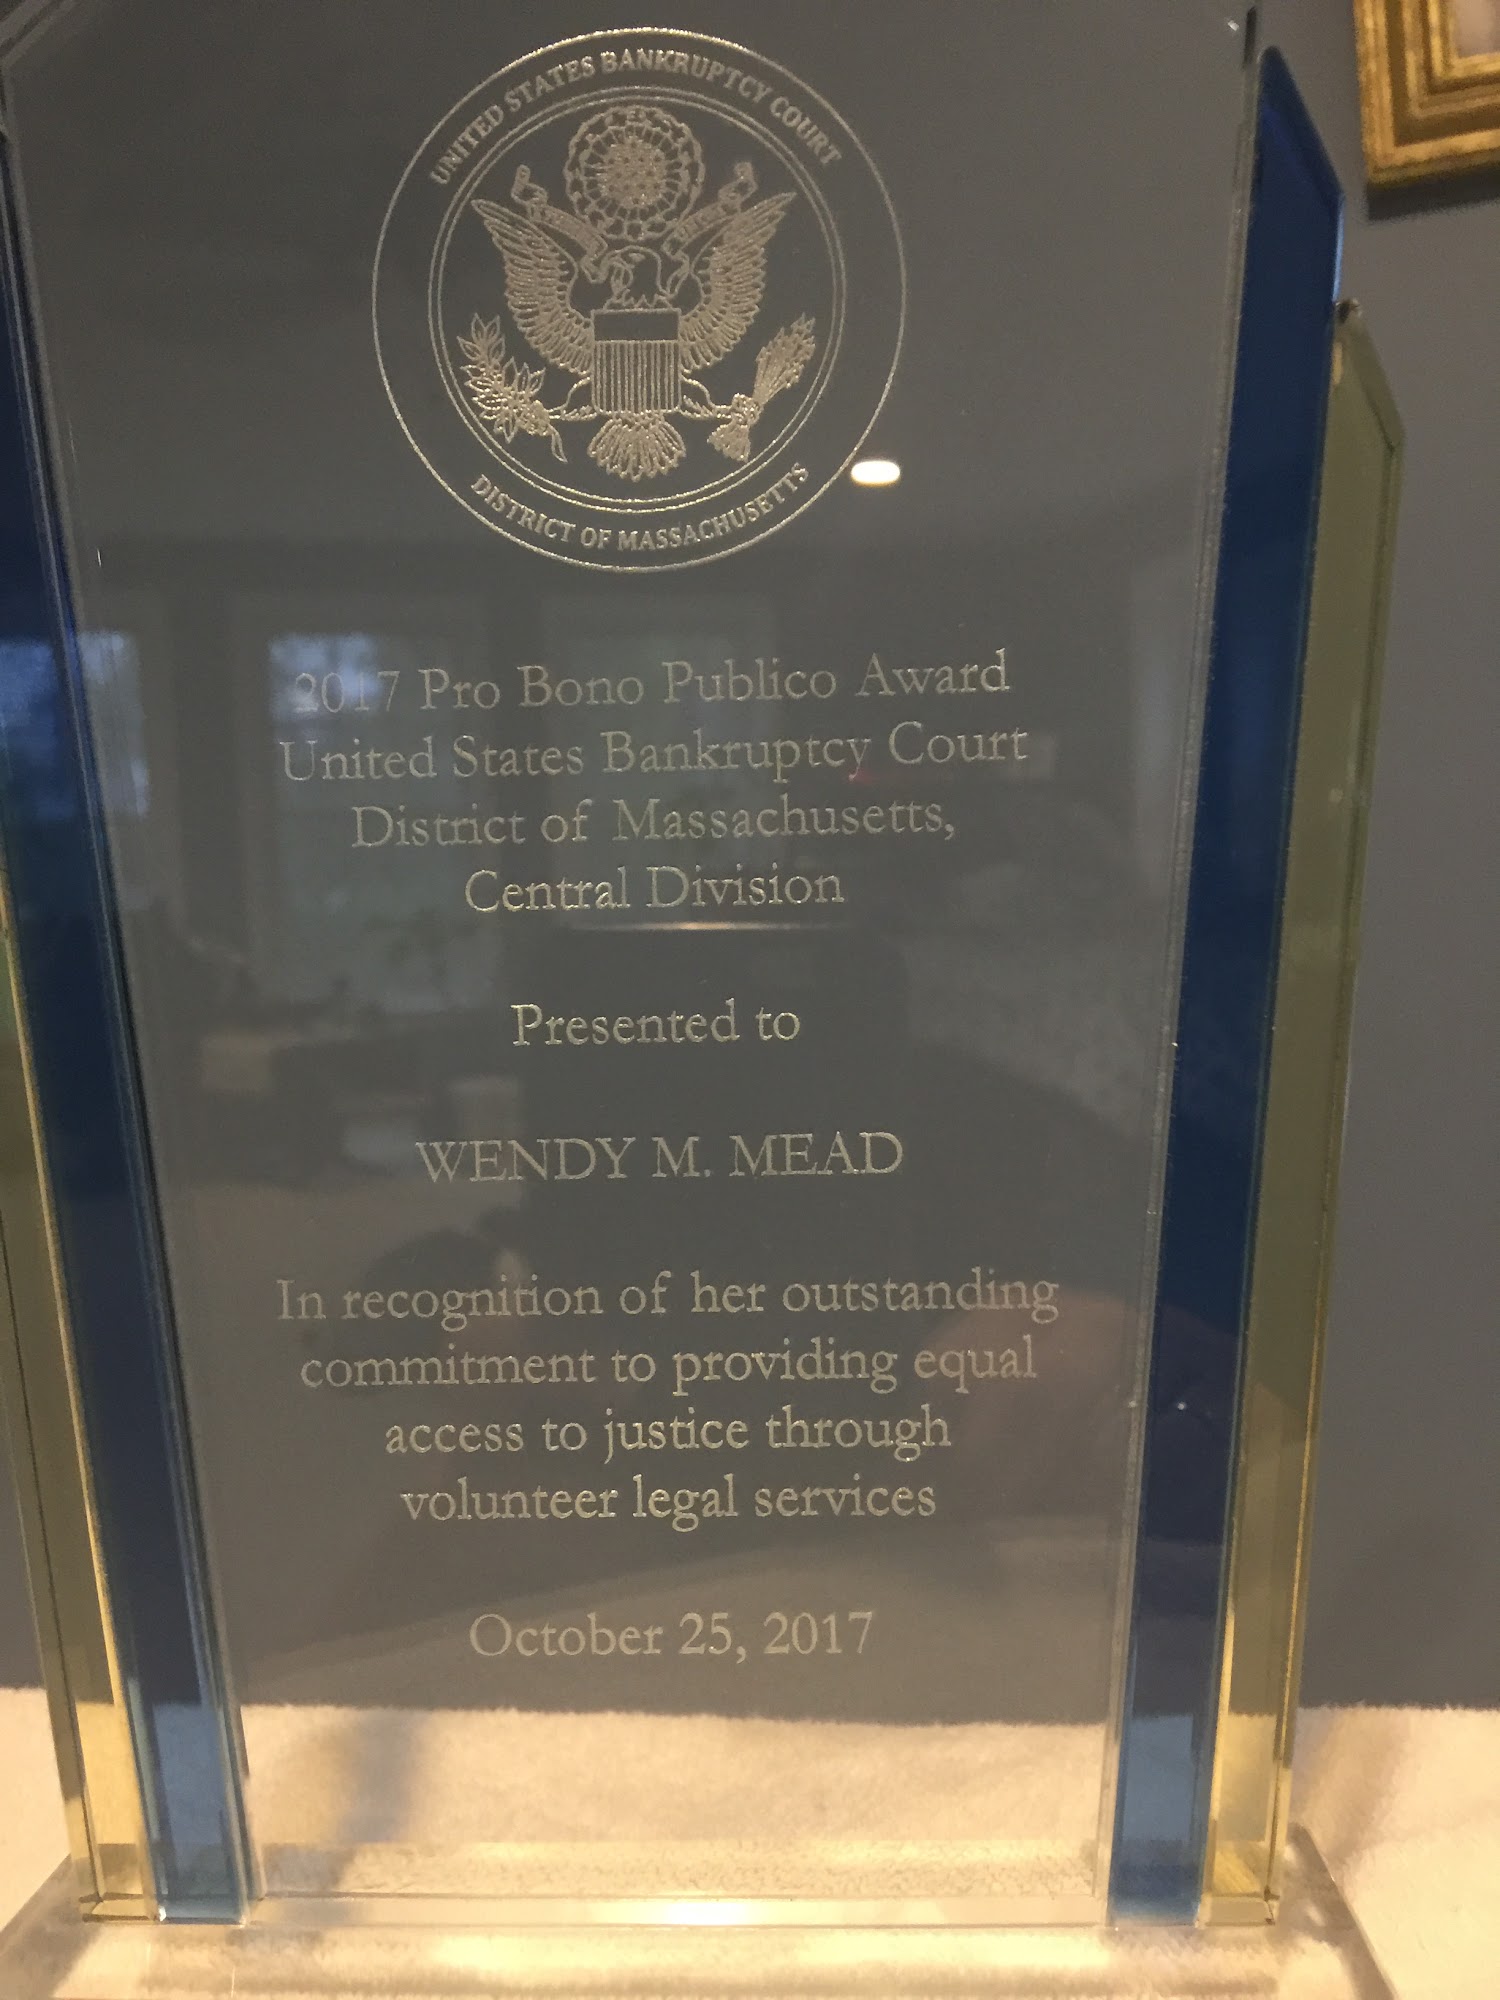 UNITED STATES BANKRUPTCY COURT
DISTRICT OF MASSACHUSETTS
2017 Pro Bono Publico Award
United States Bankruptcy Court
District of Massachusetts,
Central Division
Presented to
WENDY M. MEAD
In recognition of her outstanding
commitment to providing equal
access to justice through
volunteer legal services
October 25, 2017